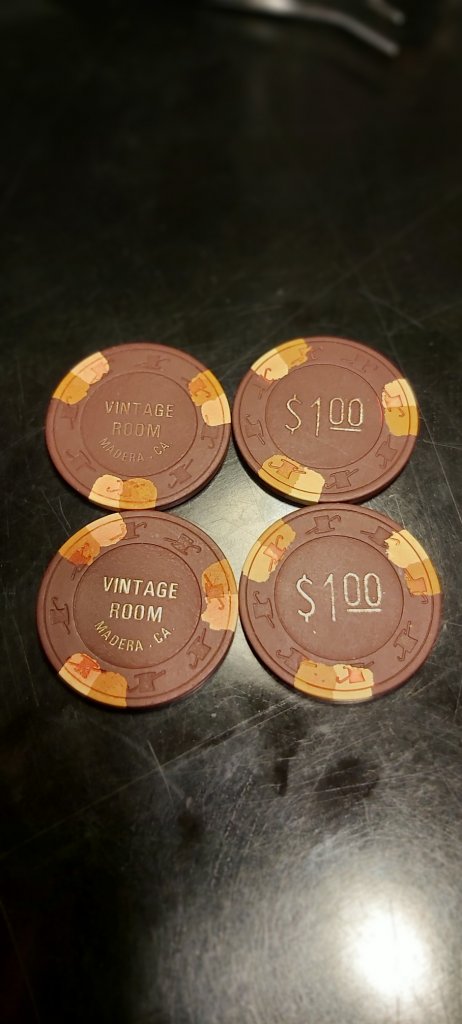 VINTAGE
ROOM
MADERA • CA
$1.00
VINTAGE
ROOM
MADERA • CA.
$1.00